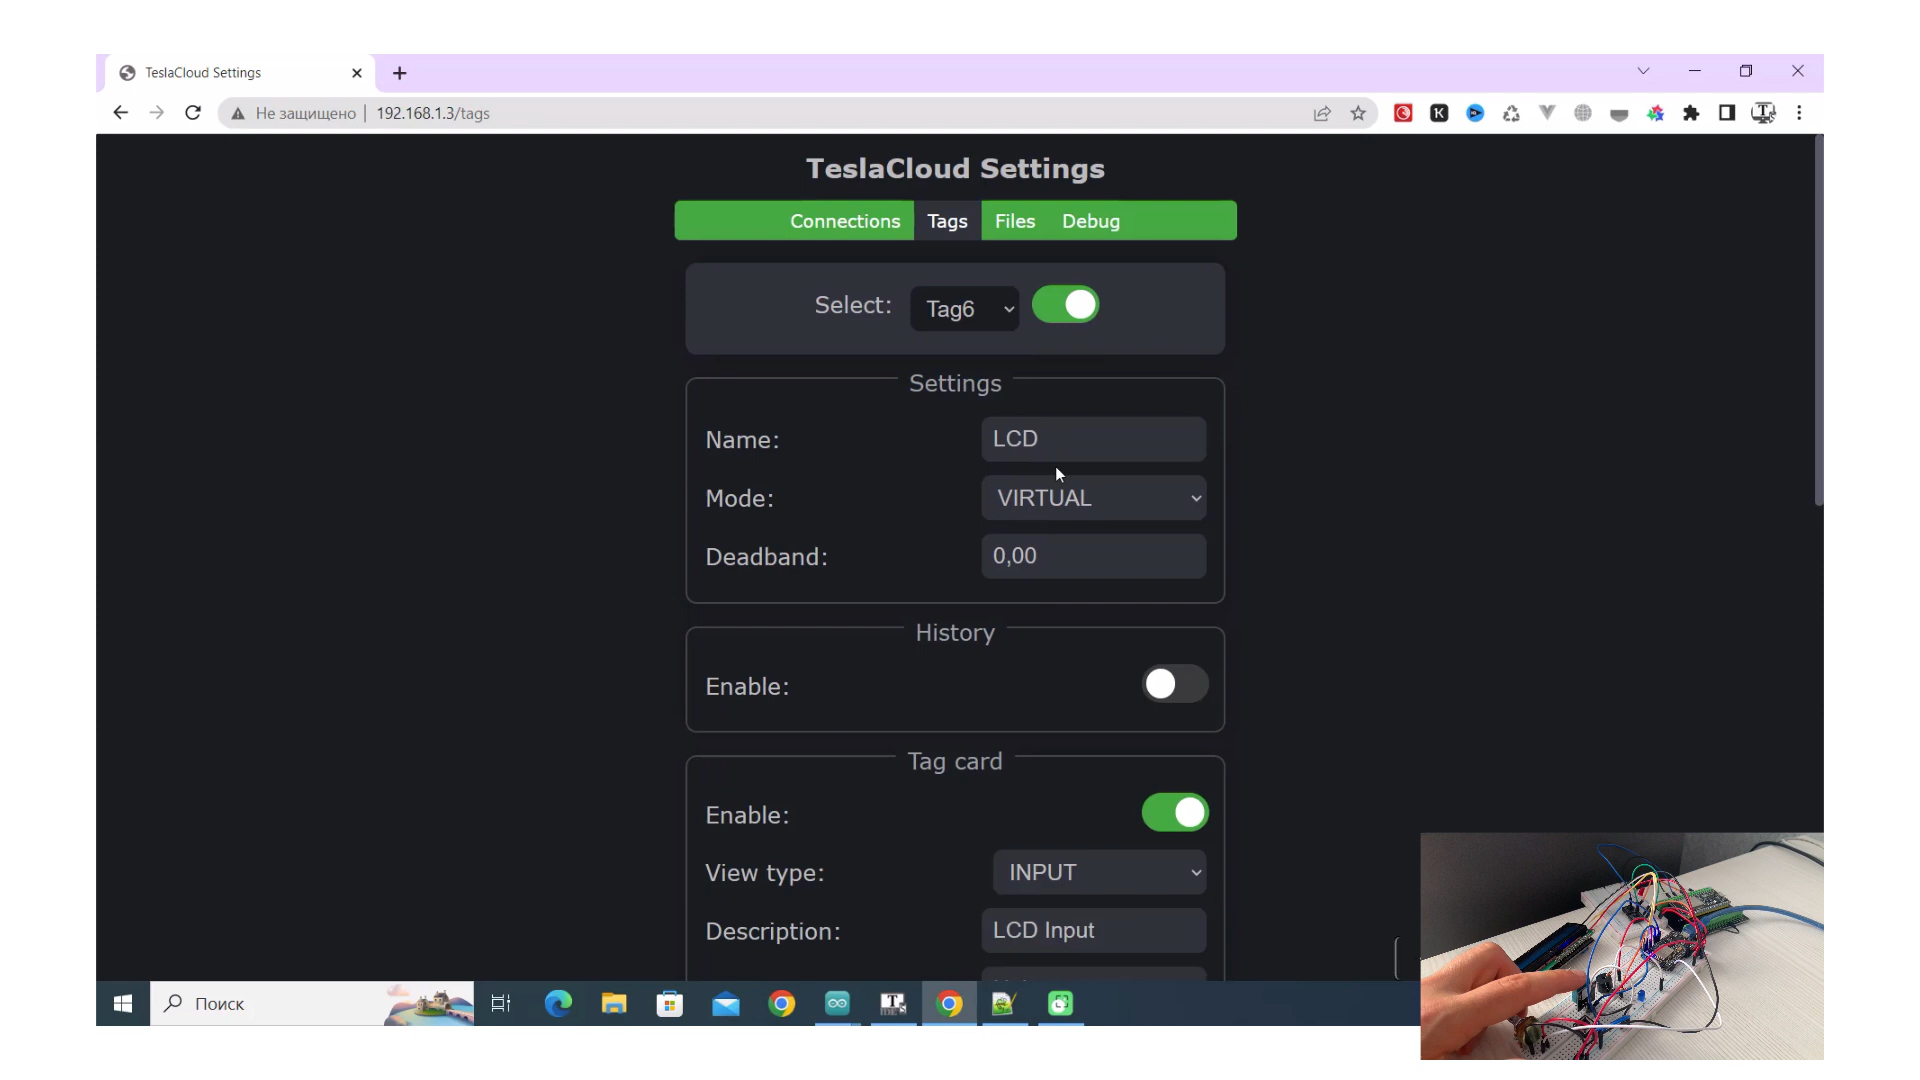 TeslaCloud Settings
Не защищено | 192.168.1.3/tags
TeslaCloud Settings
Connections Tags Files Debug
Select: Tag6
Settings
Name: LCD
Mode: VIRTUAL
Deadband: 0,00
History
Enable:
Tag card
Enable:
View type: INPUT
Description: LCD Input
Поиск